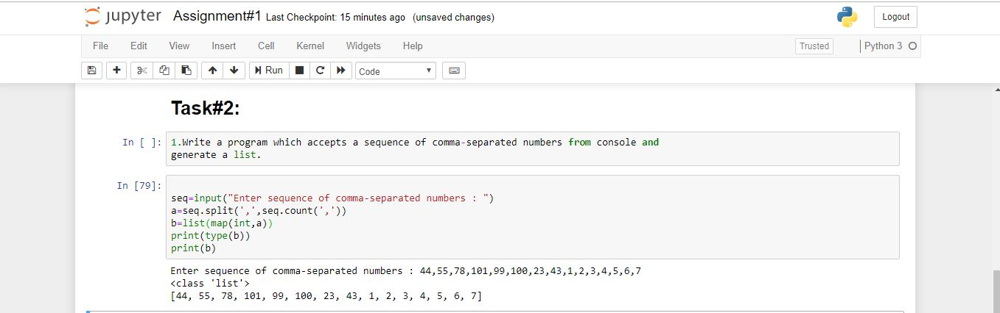 jupyter Assignment#1 Last Checkpoint: 15 minutes ago (unsaved changes) Logout
File Edit View Insert Cell Kernel Widgets Help Trusted Python 3
Run Code
Task#2:
In [ ]: 1.Write a program which accepts a sequence of comma-separated numbers from console and
generate a list.
In [79]:
seq=input("Enter sequence of comma-separated numbers : ")
a=seq.split(',',seq.count(','))
b=list(map(int,a))
print(type(b))
print(b)
Enter sequence of comma-separated numbers : 44,55,78,101,99,100,23,43,1,2,3,4,5,6,7
<class 'list'>
[44, 55, 78, 101, 99, 100, 23, 43, 1, 2, 3, 4, 5, 6, 7]